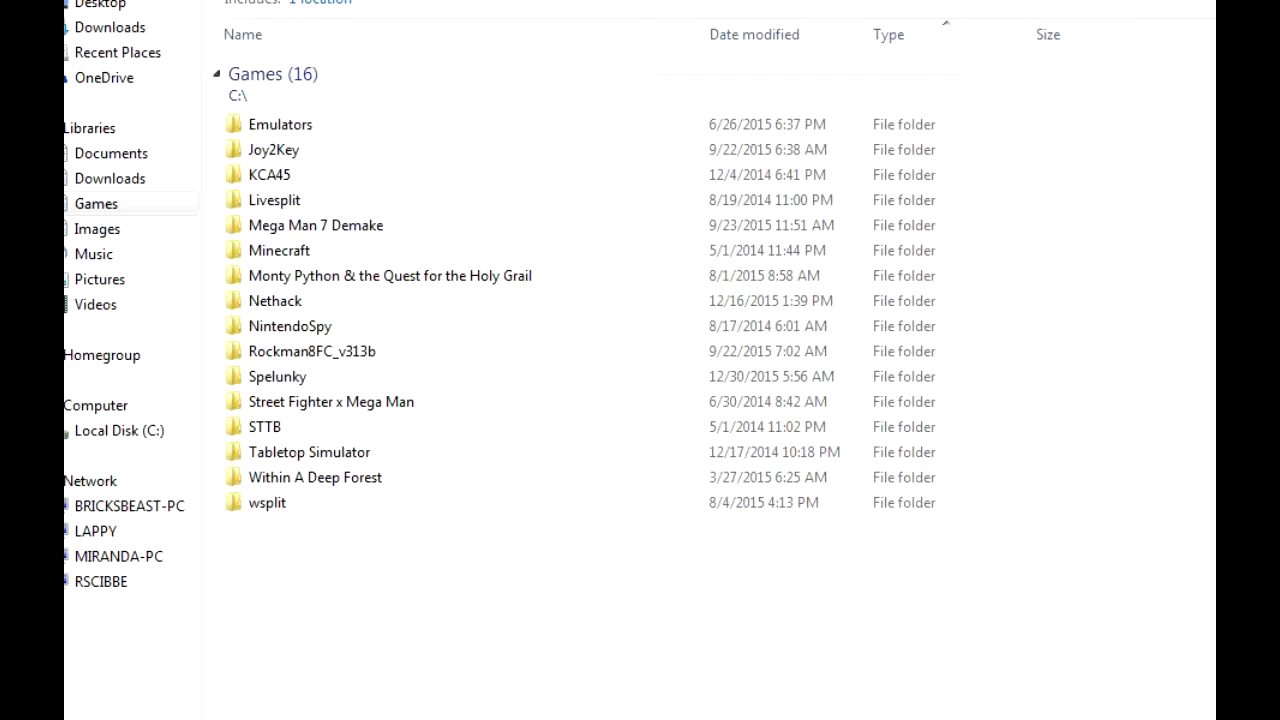 Desktop
Downloads
Recent Places
OneDrive
Libraries
Documents
Downloads
Games
Images
Music
Pictures
Videos
Homegroup
Computer
Local Disk (C:)
Network
BRICKSBEAST-PC
LAPPY
MIRANDA-PC
RSCIBBE
Includes: 1 location
Name Date modified Type Size
Games (16)
C:\
Emulators 6/26/2015 6:37 PM File folder
Joy2Key 9/22/2015 6:38 AM File folder
KCA45 12/4/2014 6:41 PM File folder
Livesplit 8/19/2014 11:00 PM File folder
Mega Man 7 Demake 9/23/2015 11:51 AM File folder
Minecraft 5/1/2014 11:44 PM File folder
Monty Python & the Quest for the Holy Grail 8/1/2015 8:58 AM File folder
Nethack 12/16/2015 1:39 PM File folder
NintendoSpy 8/17/2014 6:01 AM File folder
Rockman8FC_v313b 9/22/2015 7:02 AM File folder
Spelunky 12/30/2015 5:56 AM File folder
Street Fighter x Mega Man 6/30/2014 8:42 AM File folder
STTB 5/1/2014 11:02 PM File folder
Tabletop Simulator 12/17/2014 10:18 PM File folder
Within A Deep Forest 3/27/2015 6:25 AM File folder
wsplit 8/4/2015 4:13 PM File folder